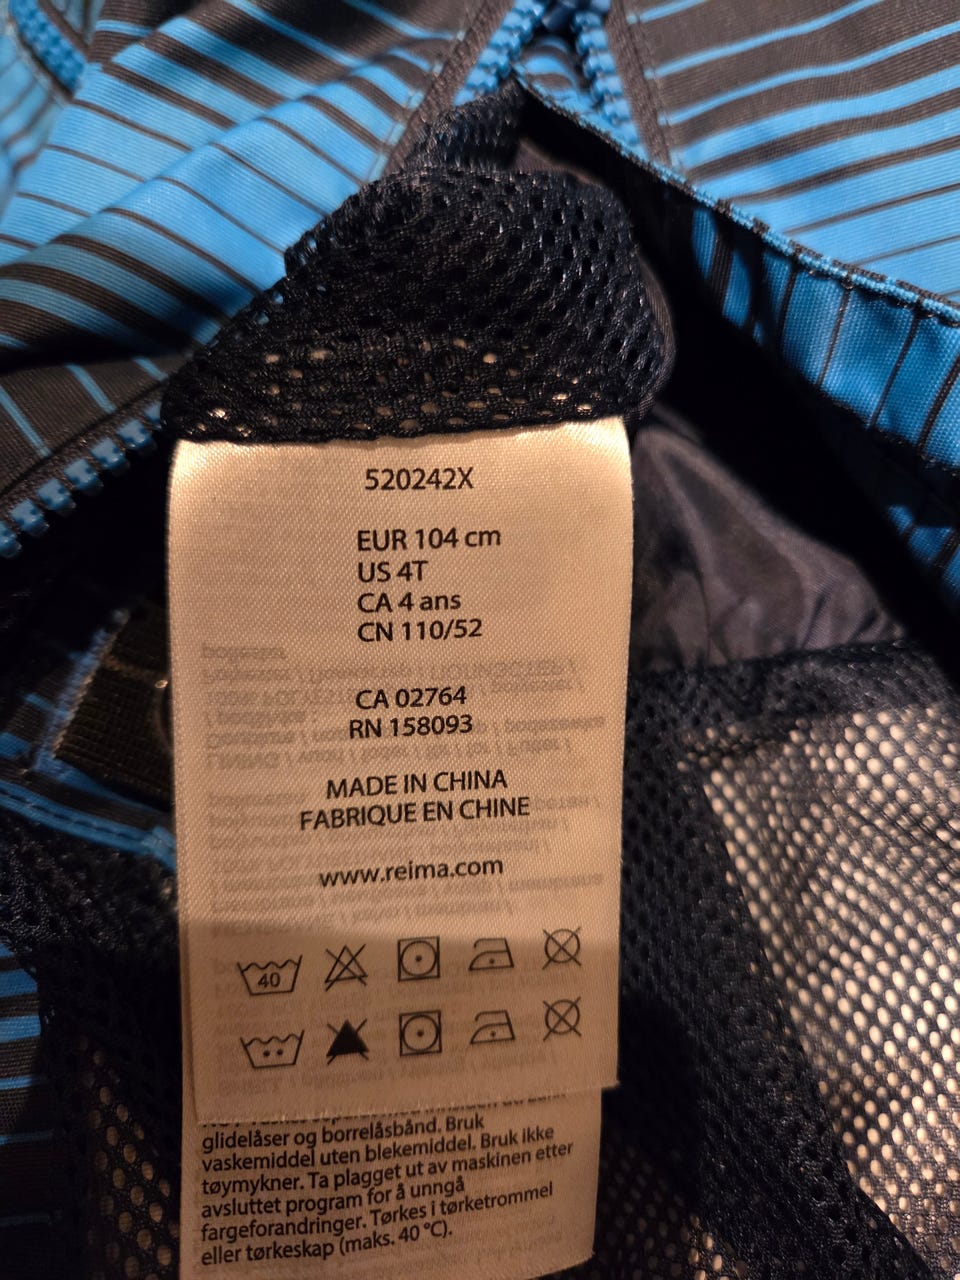 520242X
EUR 104 cm
US 4T
CA 4 ans
CN 110/52
CA 02764
RN 158093
MADE IN CHINA
FABRIQUE EN CHINE
www.reima.com
40
glidelåser og borrelåsbånd. Bruk
vaskemiddel uten blekemiddel. Bruk ikke
tøymykner. Ta plagget ut av maskinen etter
avsluttet program for å unngå
fargeforandringer. Tørkes i tørketrommel
eller tørkeskap (maks. 40 °C).